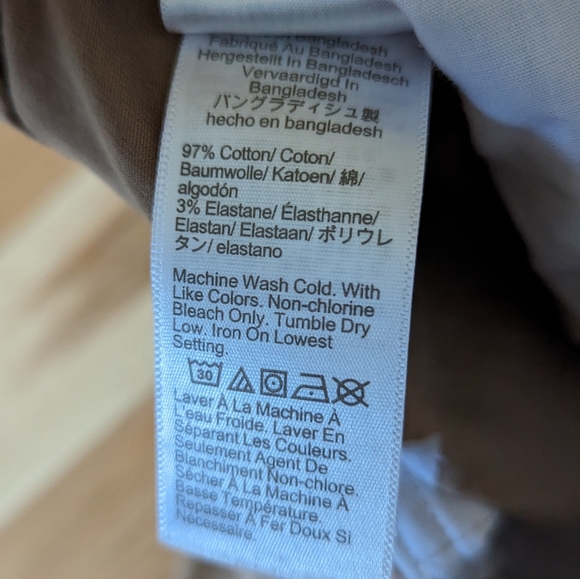 Bangladesh
Fabriqué Au Bangladesh
Hergestellt In Bangladesch
Vervaardigd In
Bangladesh
バングラディシュ製
hecho en bangladesh
97% Cotton/ Coton/
Baumwolle/ Katoen/ 綿/
algodón
3% Elastane/ Élasthanne/
Elastan/ Elastaan/ ポリウレ
タン/ elastano
Machine Wash Cold. With
Like Colors. Non-chlorine
Bleach Only. Tumble Dry
Low. Iron On Lowest
Setting.
30
Laver À La Machine À
L'eau Froide. Laver En
Séparant Les Couleurs.
Seulement Agent De
Blanchiment Non-chlore.
Sécher À La Machine À
Basse Température.
Repasser À Fer Doux Si
Nécessaire.